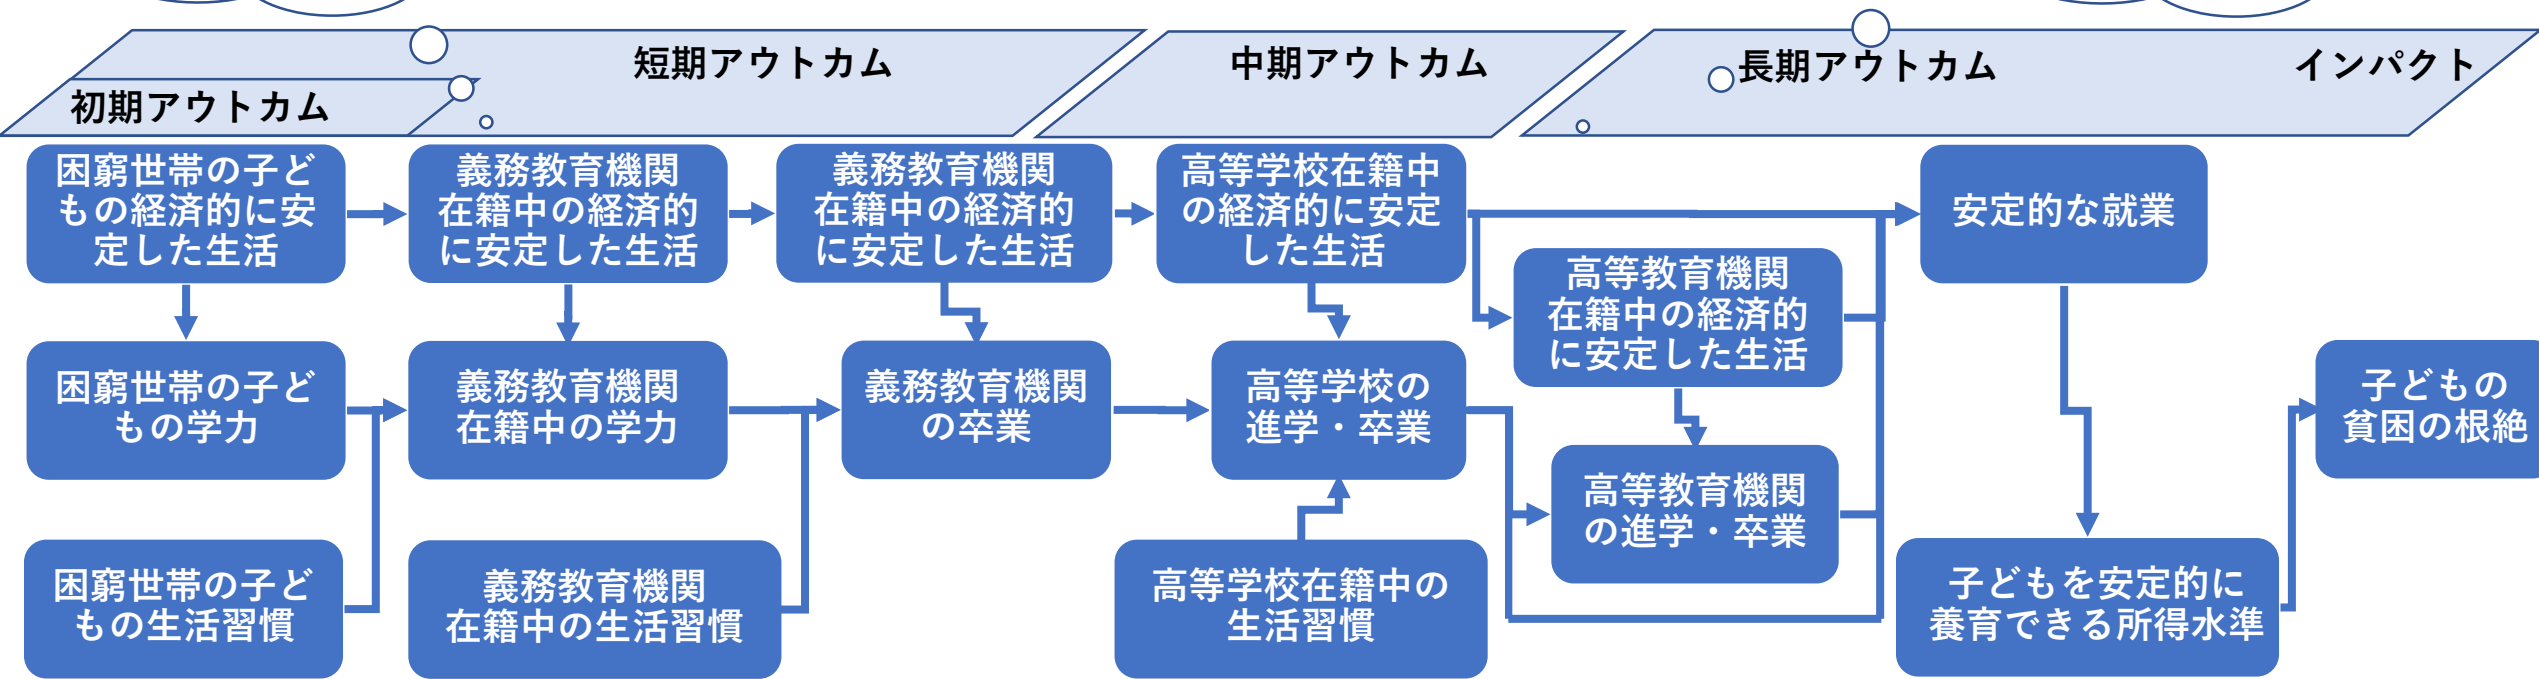 短期アウトカム
中期アウトカム
長期アウトカム
インパクト
初期アウトカム
困窮世帯の子ど
もの経済的に安
定した生活
義務教育機関
在籍中の経済的
に安定した生活
義務教育機関
在籍中の経済的
に安定した生活
高等学校在籍中
の経済的に安定
した生活
安定的な就業
高等教育機関
在籍中の経済的
に安定した生活
困窮世帯の子ど
もの学力
義務教育機関
在籍中の学力
義務教育機関
の卒業
高等学校の
進学・卒業
子どもの
貧困の根絶
高等教育機関
の進学・卒業
困窮世帯の子ど
もの生活習慣
義務教育機関
在籍中の生活習慣
高等学校在籍中の
生活習慣
子どもを安定的に
養育できる所得水準